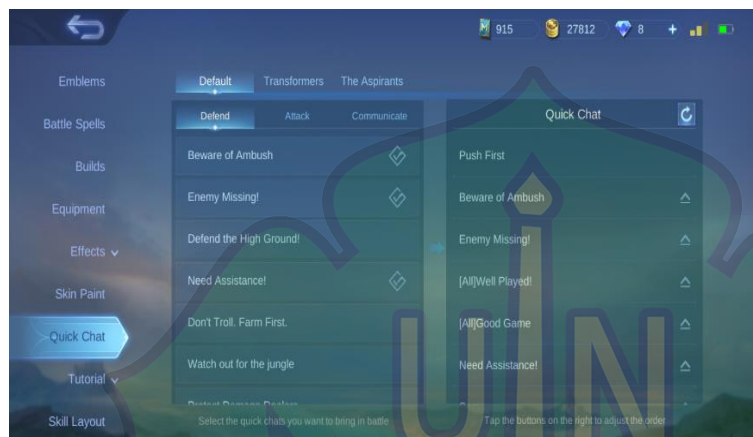 915 27812 8 +
Emblems
Battle Spells
Builds
Equipment
Effects
Skin Paint
Quick Chat
Tutorial
Skill Layout
Default Transformers The Aspirants
Defend Attack Communicate
Beware of Ambush
Enemy Missing!
Defend the High Ground!
Need Assistance!
Don't Troll. Farm First.
Watch out for the jungle
Protect Damage Dealers
Select the quick chats you want to bring in battle
Quick Chat
Push First
Beware of Ambush
Enemy Missing!
[All]Well Played!
[All]Good Game
Need Assistance!
Tap the buttons on the right to adjust the order
UIN